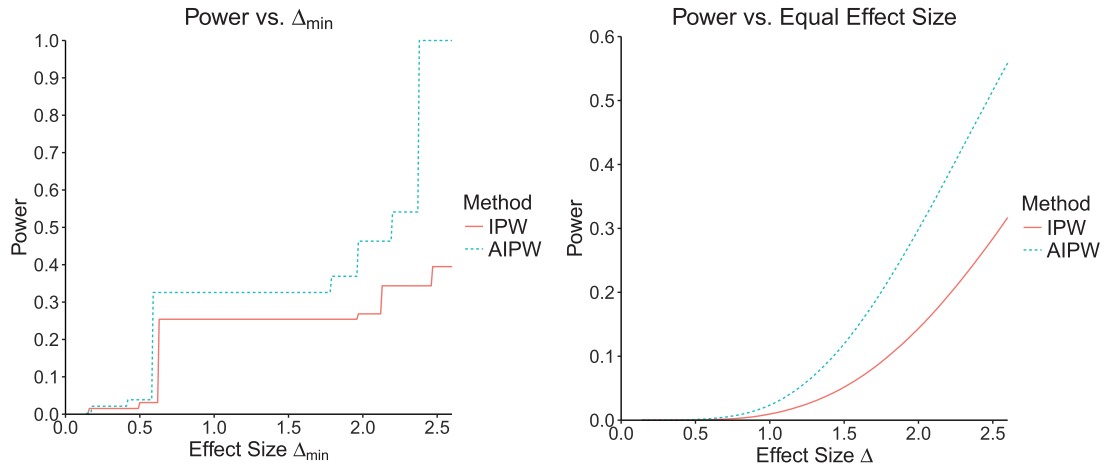 Power vs. Δmin
1.0
0.9
0.8
0.7
0.6
0.5
0.4
0.3
0.2
0.1
0.0
Power
0.0 0.5 1.0 1.5 2.0 2.5
Effect Size Δmin
Method
IPW
AIPW
Power vs. Equal Effect Size
0.6
0.5
0.4
0.3
0.2
0.1
0.0
Power
0.0 0.5 1.0 1.5 2.0 2.5
Effect Size Δ
Method
IPW
AIPW